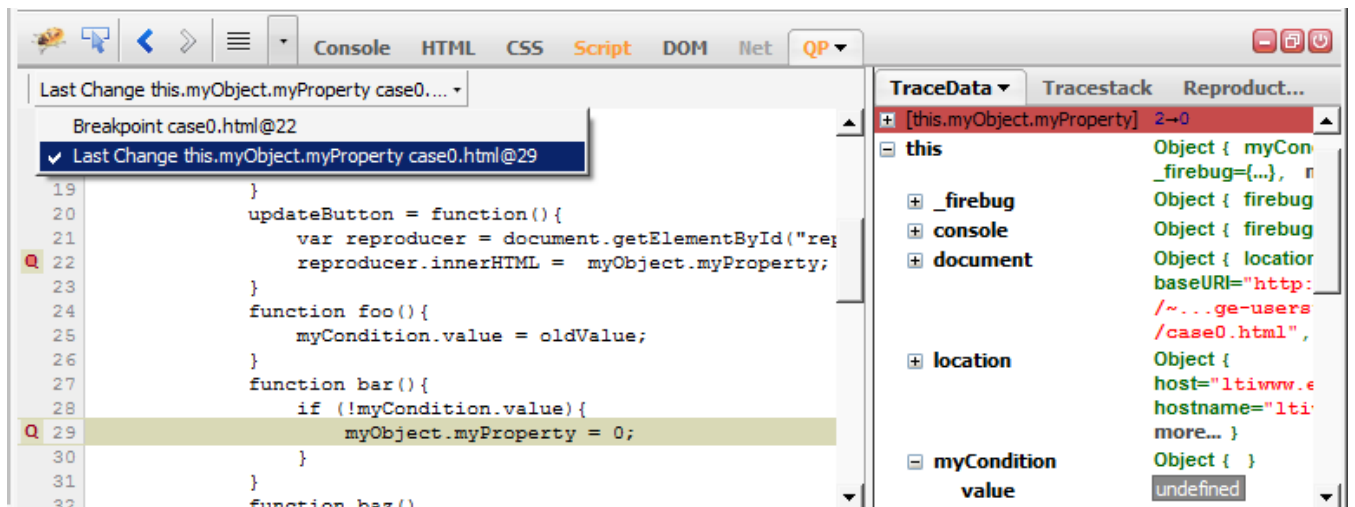 Console HTML CSS Script DOM Net QP
Last Change this.myObject.myProperty case0.... 
Breakpoint case0.html@22
Last Change this.myObject.myProperty case0.html@29
19 }
20 updateButton = function(){
21 var reproducer = document.getElementById("rep
Q 22 reproducer.innerHTML = myObject.myProperty;
23 }
24 function foo(){
25 myCondition.value = oldValue;
26 }
27 function bar(){
28 if (!myCondition.value){
Q 29 myObject.myProperty = 0;
30 }
31 }
32 function baz()
TraceData Tracestack Reproduct...
[this.myObject.myProperty] 2→0
this Object { myCon
_firebug={...}, 
_firebug Object { firebug
console Object { firebug
document Object { location
baseURI="http:
/~...ge-users
/case0.html",
location Object {
host="ltiwww.e
hostname="lti
more... }
myCondition Object { }
value undefined